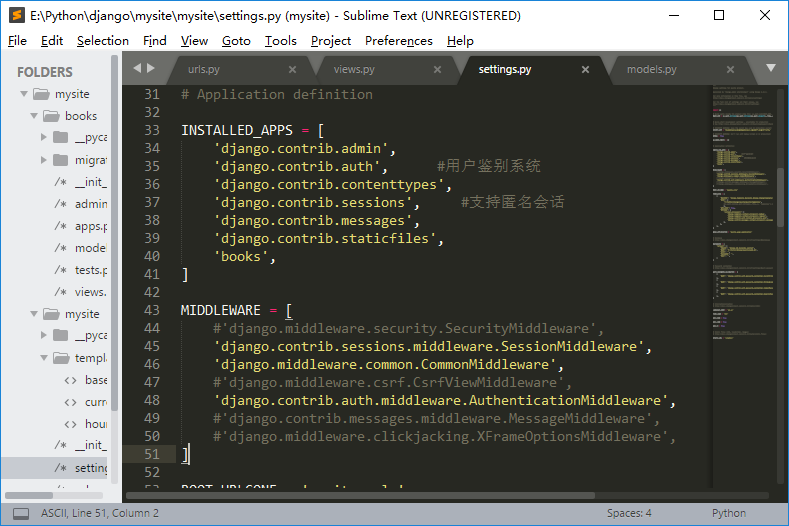 E:\Python\django\mysite\mysite\settings.py (mysite) - Sublime Text (UNREGISTERED)
File Edit Selection Find View Goto Tools Project Preferences Help
FOLDERS
mysite
books
__pyca
migrat
/* __init_
/* admin
/* apps.p
/* model
/* tests.p
/* views.
mysite
__pyca
templ
<> base
<> curre
<> hour
/* __init_
/* setting
urls.py × views.py × settings.py × models.py ×
31 # Application definition
32
33 INSTALLED_APPS = [
34 'django.contrib.admin',
35 'django.contrib.auth', #用户鉴别系统
36 'django.contrib.contenttypes',
37 'django.contrib.sessions', #支持匿名会话
38 'django.contrib.messages',
39 'django.contrib.staticfiles',
40 'books',
41 ]
42
43 MIDDLEWARE = [
44 #'django.middleware.security.SecurityMiddleware',
45 'django.contrib.sessions.middleware.SessionMiddleware',
46 'django.middleware.common.CommonMiddleware',
47 #'django.middleware.csrf.CsrfViewMiddleware',
48 'django.contrib.auth.middleware.AuthenticationMiddleware',
49 #'django.contrib.messages.middleware.MessageMiddleware',
50 #'django.middleware.clickjacking.XFrameOptionsMiddleware',
51 ]
52
ASCII, Line 51, Column 2 Spaces: 4 Python